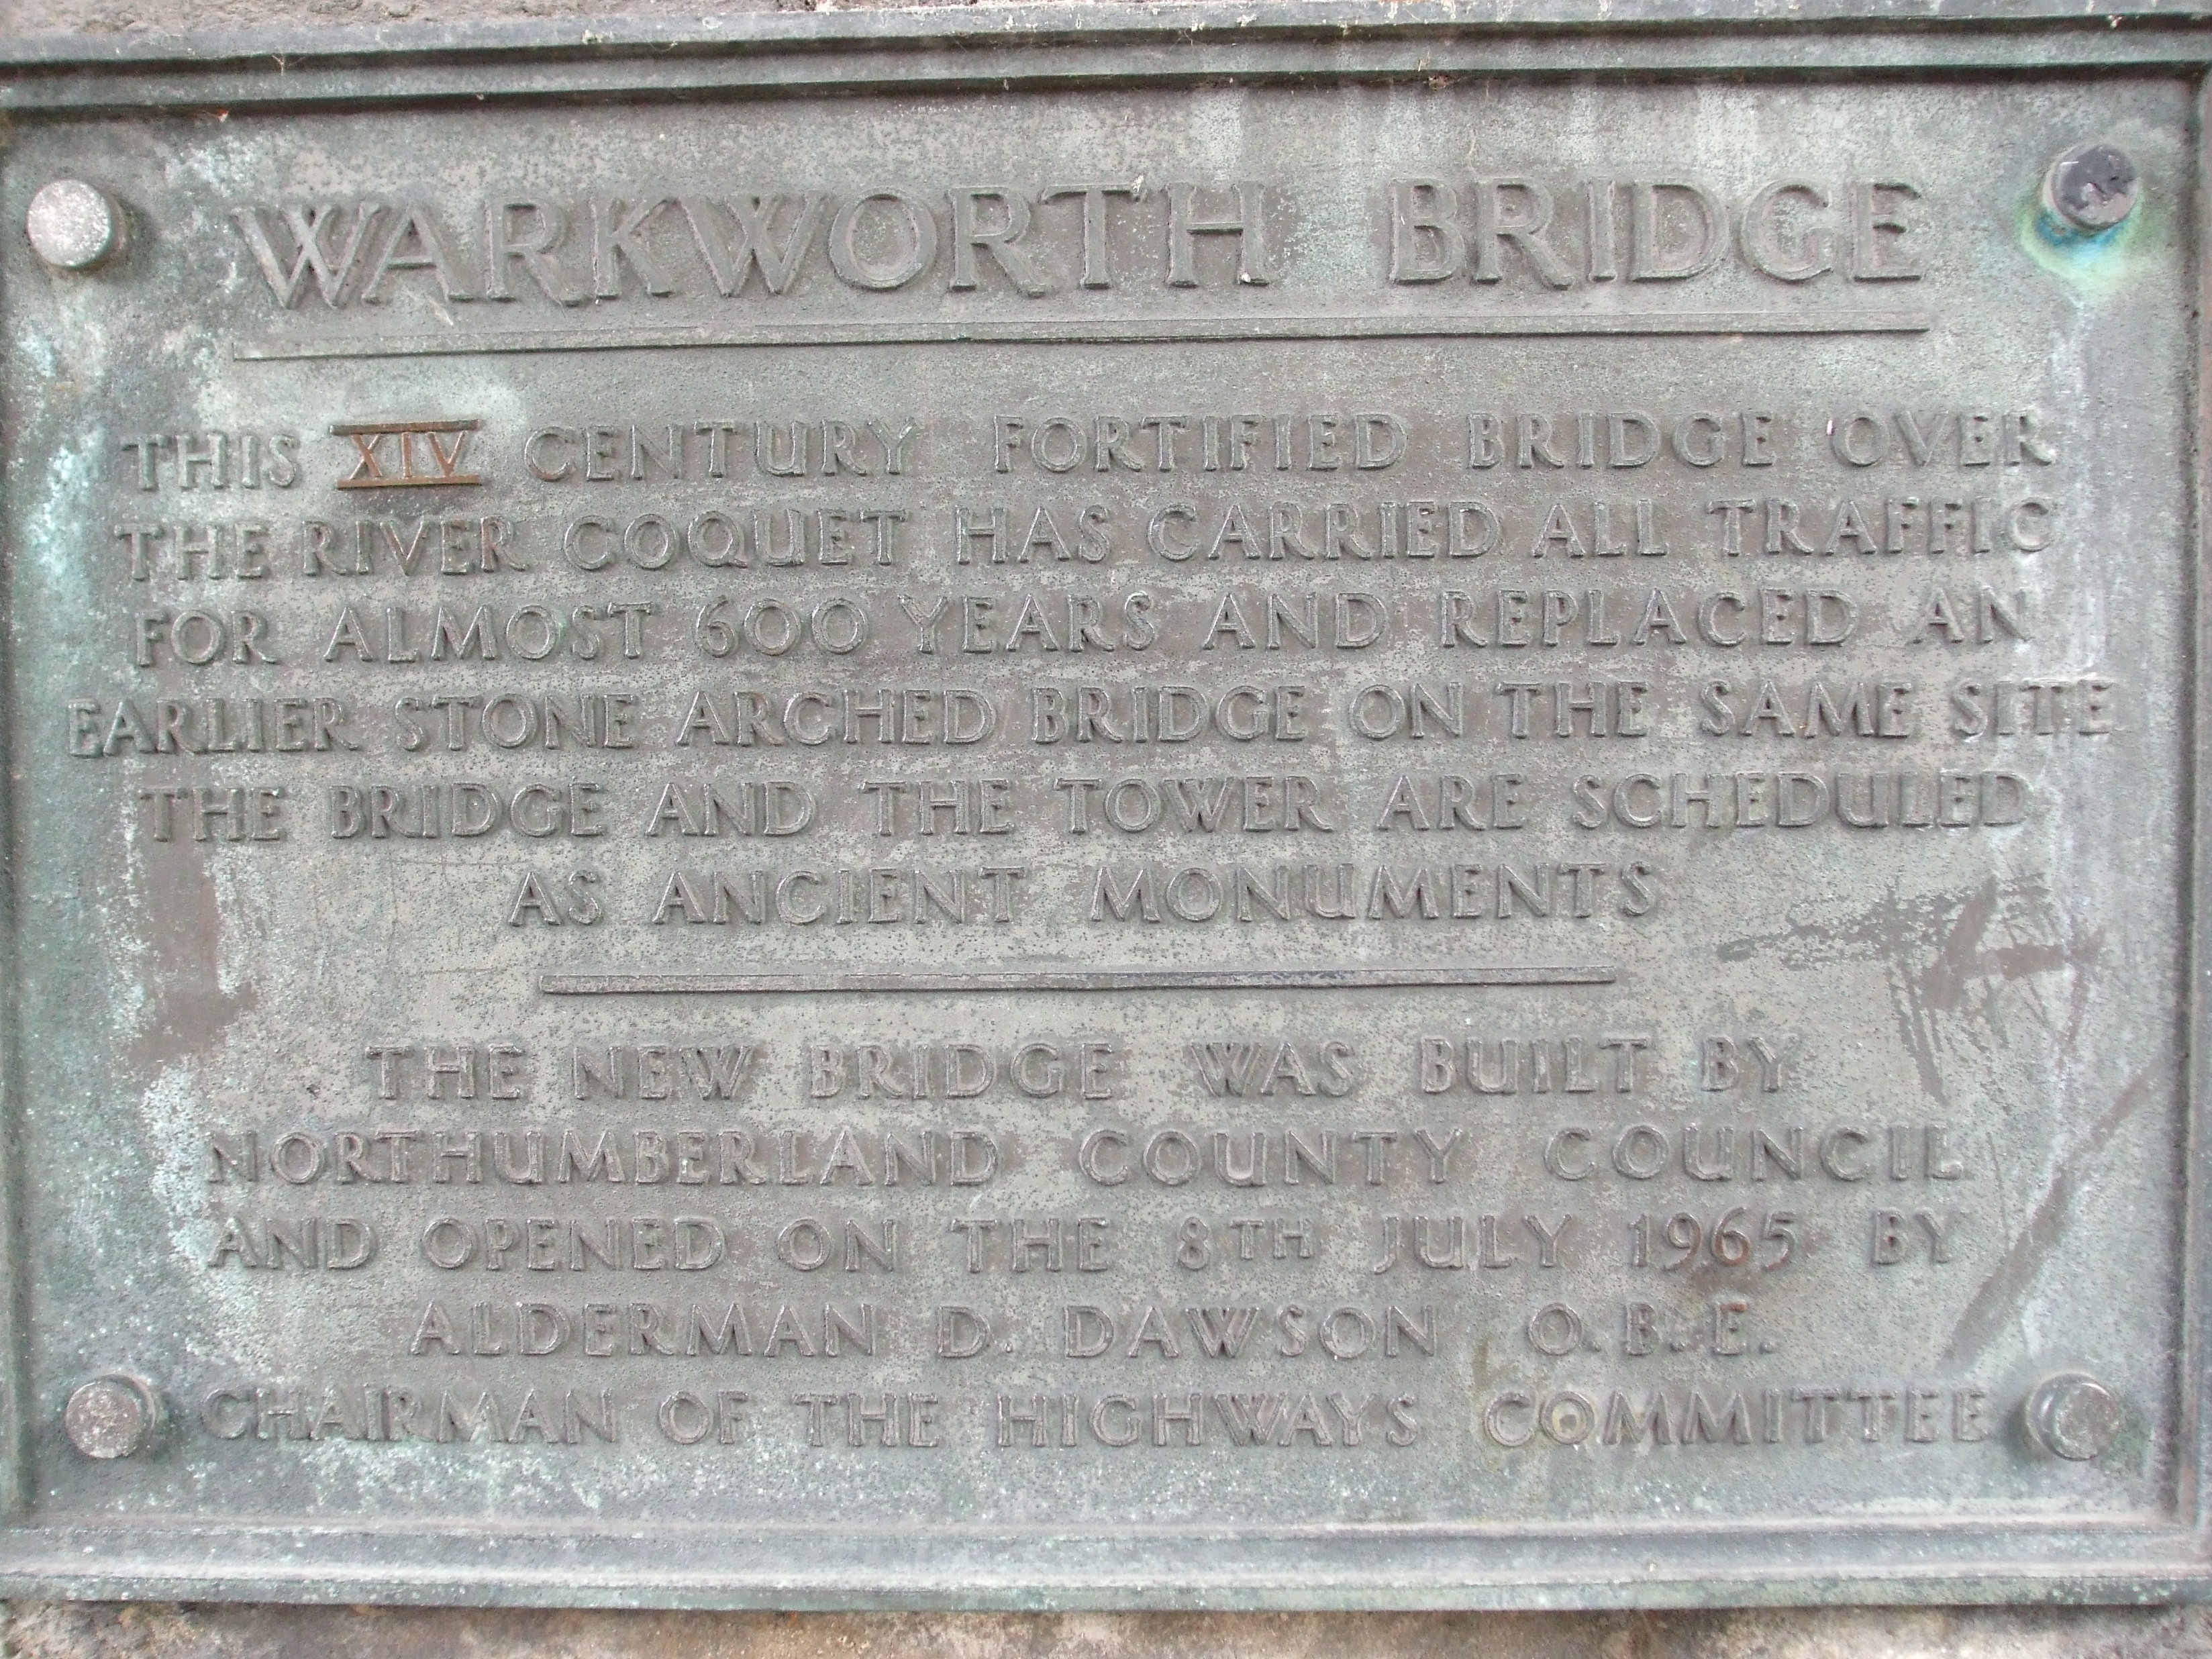 WARKWORTH BRIDGE
THIS XIV CENTURY FORTIFIED BRIDGE OVER
THE RIVER COQUET HAS CARRIED ALL TRAFFIC
FOR ALMOST 600 YEARS AND REPLACED AN
EARLIER STONE ARCHED BRIDGE ON THE SAME SITE
THE BRIDGE AND THE TOWER ARE SCHEDULED
AS ANCIENT MONUMENTS
THE NEW BRIDGE WAS BUILT BY
NORTHUMBERLAND COUNTY COUNCIL
AND OPENED ON THE 8TH JULY 1965 BY
ALDERMAN D. DAWSON O.B.E.
CHAIRMAN OF THE HIGHWAYS COMMITTEE